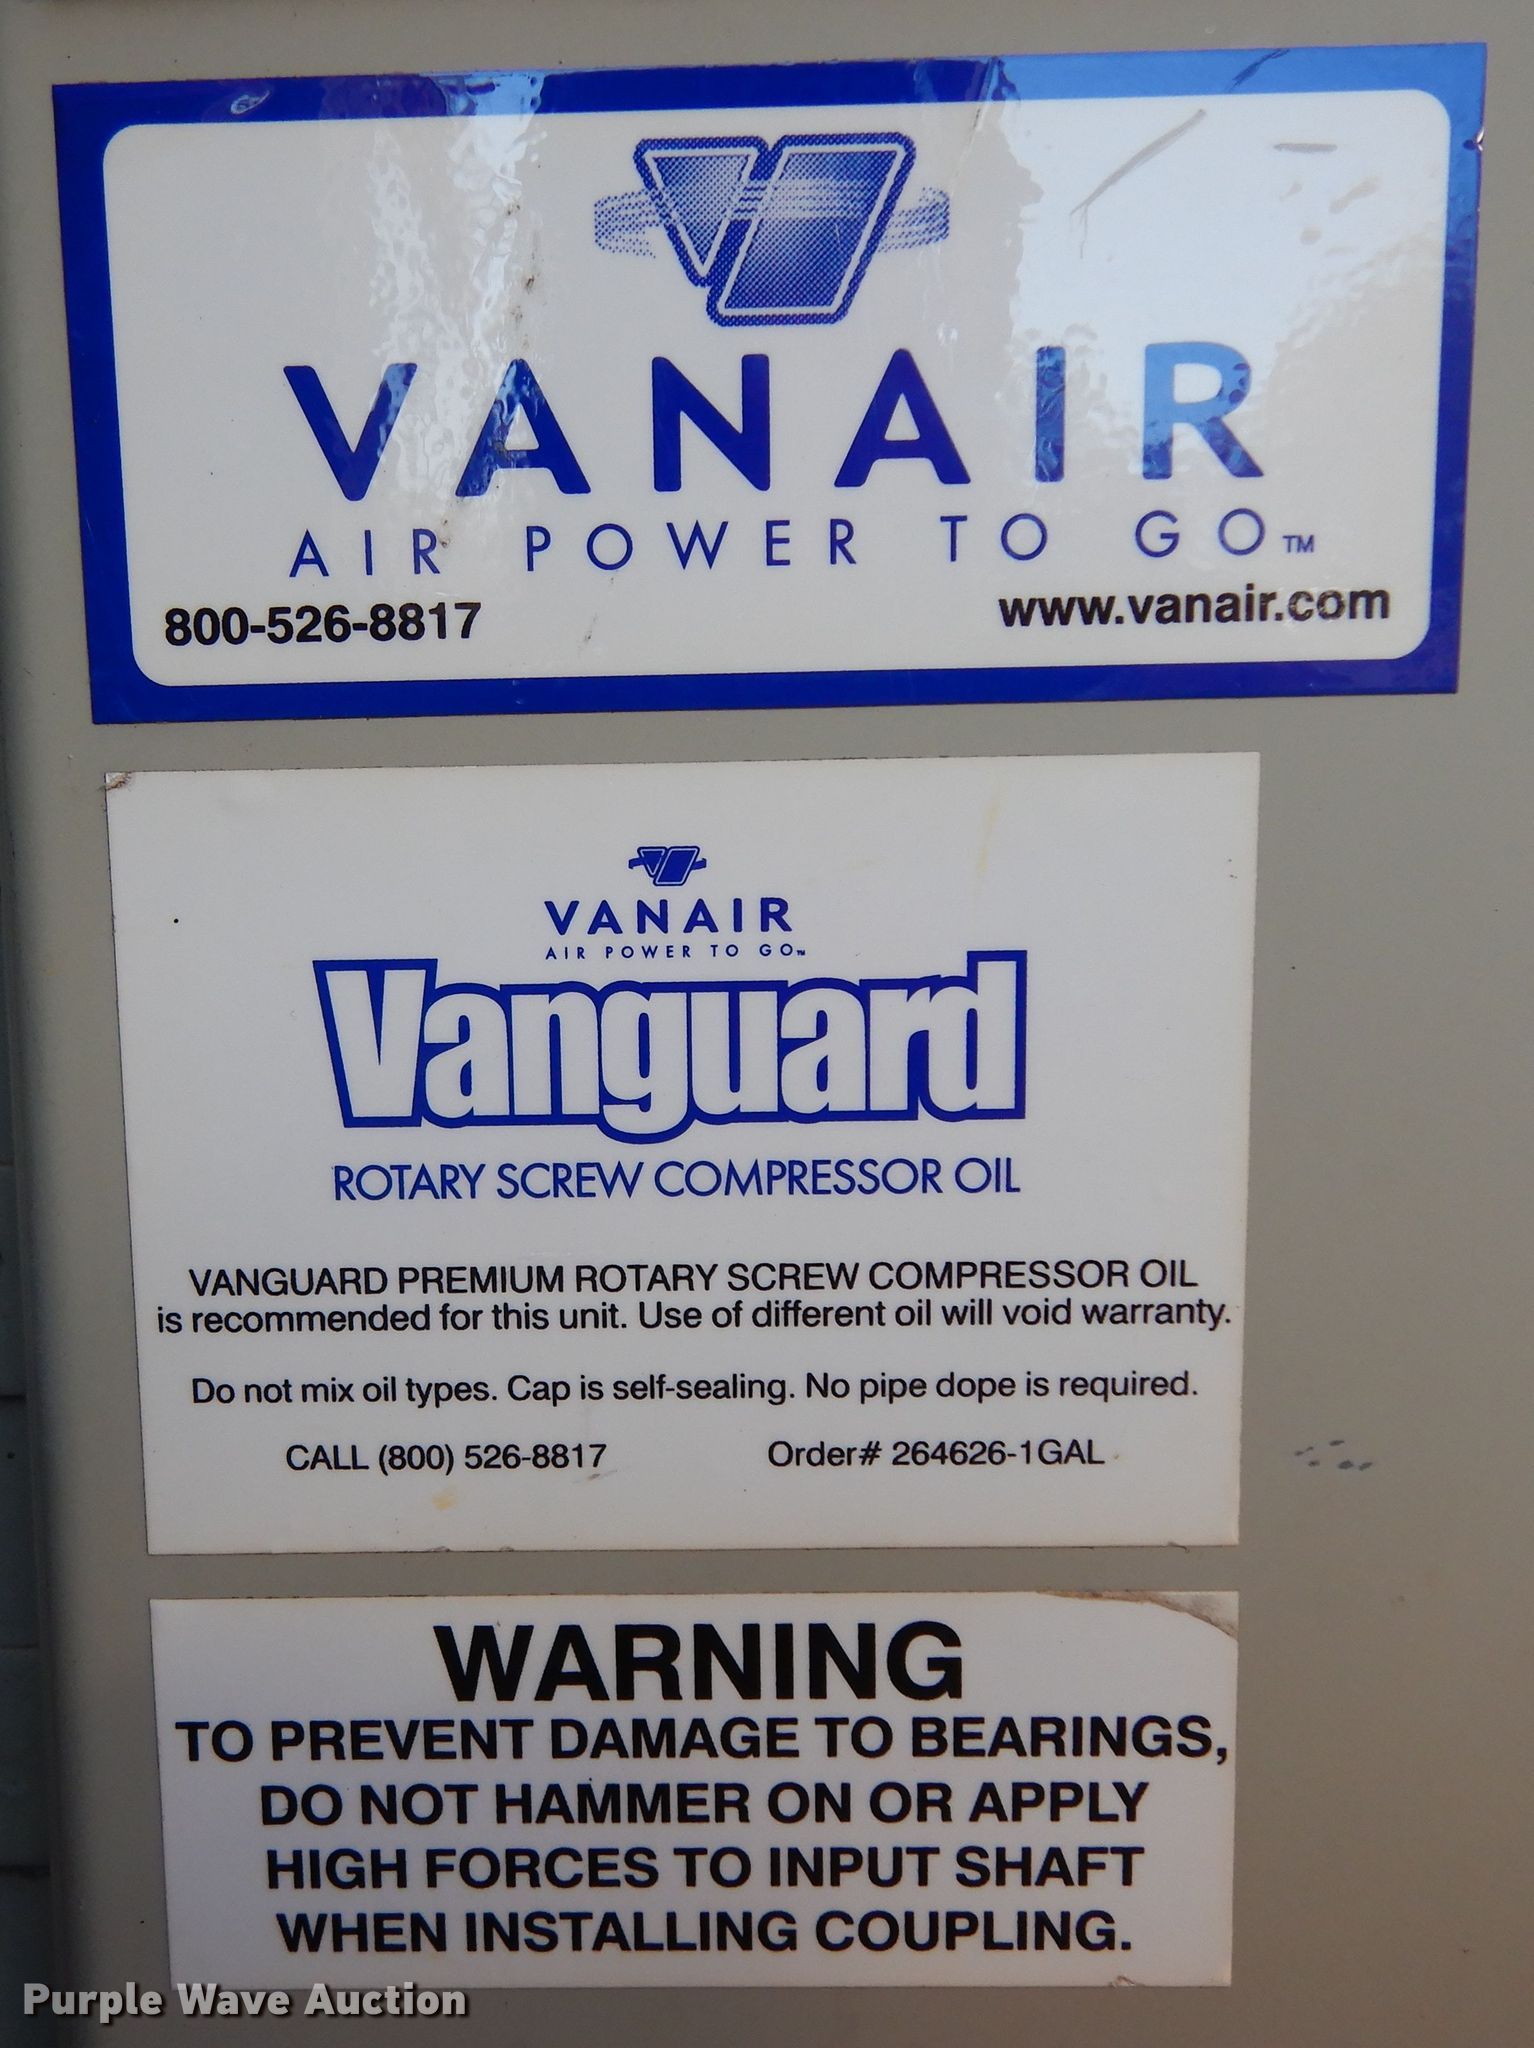 VANAIR
AIR POWER TO GO™
800-526-8817
www.vanair.com
VANAIR
AIR POWER TO GO™
Vanguard
ROTARY SCREW COMPRESSOR OIL
VANGUARD PREMIUM ROTARY SCREW COMPRESSOR OIL
is recommended for this unit. Use of different oil will void warranty.
Do not mix oil types. Cap is self-sealing. No pipe dope is required.
CALL (800) 526-8817
Order# 264626-1GAL
WARNING
TO PREVENT DAMAGE TO BEARINGS,
DO NOT HAMMER ON OR APPLY
HIGH FORCES TO INPUT SHAFT
WHEN INSTALLING COUPLING.
Purple Wave Auction